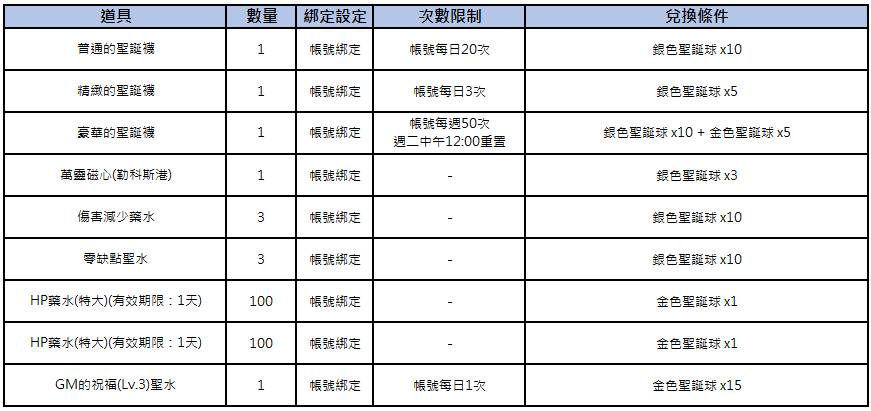 道具 數量 綁定設定 次數限制 兌換條件
普通的聖誕襪 1 帳號綁定 帳號每日20次 銀色聖誕球 x10
精緻的聖誕襪 1 帳號綁定 帳號每日3次 銀色聖誕球 x5
豪華的聖誕襪 1 帳號綁定 帳號每週50次
週二中午12:00重置 銀色聖誕球 x10 + 金色聖誕球 x5
萬靈磁心(勒科斯港) 1 帳號綁定 - 銀色聖誕球 x3
傷害減少藥水 3 帳號綁定 - 銀色聖誕球 x10
零缺點聖水 3 帳號綁定 - 銀色聖誕球 x10
HP藥水(特大)(有效期限：1天) 100 帳號綁定 - 金色聖誕球 x1
HP藥水(特大)(有效期限：1天) 100 帳號綁定 - 金色聖誕球 x1
GM的祝福(Lv.3)聖水 1 帳號綁定 帳號每日1次 金色聖誕球 x15